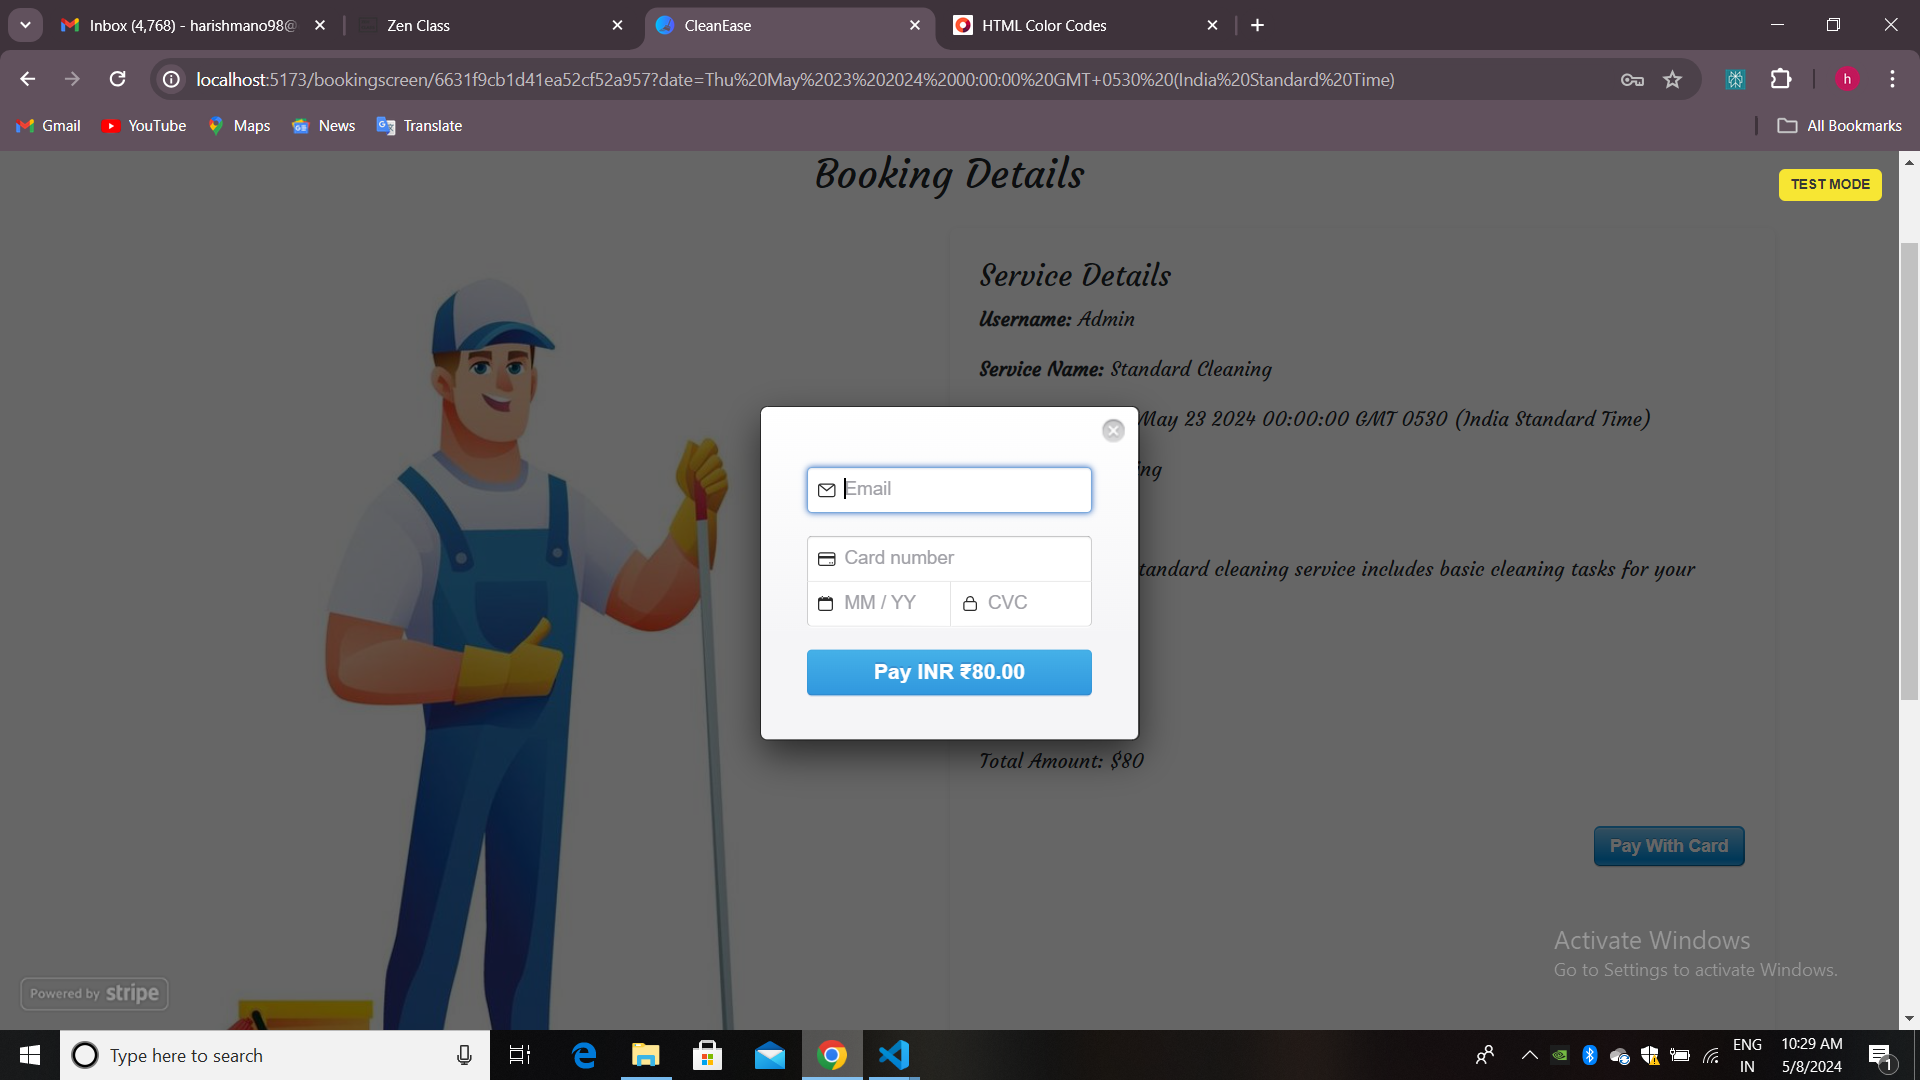 Inbox (4,768) - harishmano98@
Zen Class
CleanEase
HTML Color Codes
localhost:5173/bookingscreen/6631f9cb1d41ea52cf52a957?date=Thu%20May%2023%202024%2000:00:00%20GMT+0530%20(India%20Standard%20Time)
h
Gmail
YouTube
Maps
News
Translate
All Bookmarks
Booking Details
TEST MODE
Service Details
Username: Admin
Service Name: Standard Cleaning
May 23 2024 00:00:00 GMT 0530 (India Standard Time)
ng
tandard cleaning service includes basic cleaning tasks for your
Email
Card number
MM / YY
CVC
Pay INR ₹80.00
Total Amount: $80
Pay With Card
Activate Windows
Go to Settings to activate Windows.
Powered by stripe
Type here to search
ENG
IN
10:29 AM
5/8/2024
1